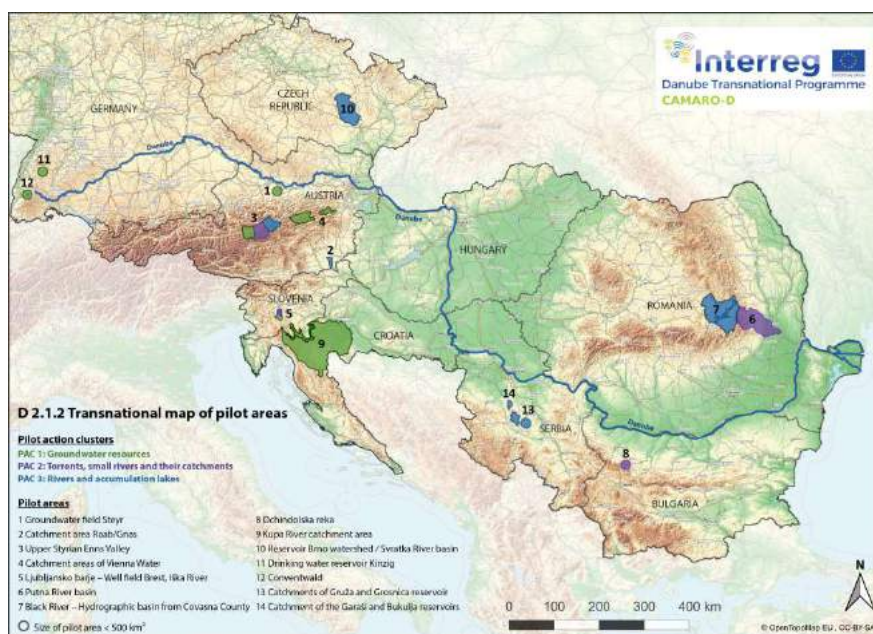 Interreg
EUROPEAN UNION
Danube Transnational Programme
CAMARO-D
CZECH
REPUBLIC
10
GERMANY
Danube
11
12
1
AUSTRIA
3
4
2
Danube
HUNGARY
SLOVENIA
5
CROATIA
9
ROMANIA
7
6
14
13
SERBIA
Danube
8
BULGARIA
D 2.1.2 Transnational map of pilot areas
Pilot action clusters
PAC 1: Groundwater resources
PAC 2: Torrents, small rivers and their catchments
PAC 3: Rivers and accumulation lakes
Pilot areas
1 Groundwater field Steyr
2 Catchment area Raab/Gnas
3 Upper Styrian Enns Valley
4 Catchment areas of Vienna Water
5 Ljubljansko barje – Well field Brest, Iška River
6 Putna River basin
7 Black River – Hydrographic basin from Covasna County
8 Dchindolska reka
9 Kupa River catchment area
10 Reservoir Brno watershed / Svratka River basin
11 Drinking water reservoir Kinzig
12 Conventwald
13 Catchments of Gruža and Grosnica reservoir
14 Catchment of the Garaši and Bukulja reservoirs
Size of pilot area < 500 km²
N
0 100 200 300 400 km
© OpenTopoMap EU , CC-BY-SA